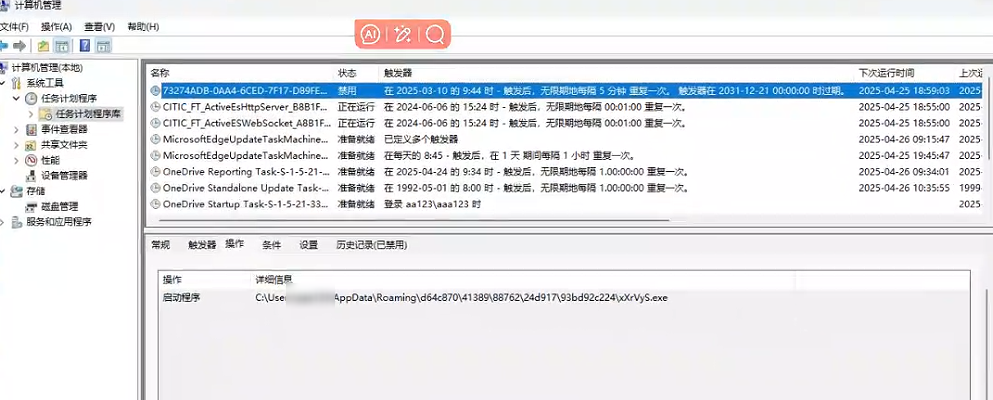 计算机管理
文件(F) 操作(A) 查看(V) 帮助(H)
AI
计算机管理(本地)
系统工具
任务计划程序
任务计划程序库
事件查看器
共享文件夹
性能
设备管理器
存储
磁盘管理
服务和应用程序
名称 状态 触发器 下次运行时间 上次运
73274ADB-0AA4-6CED-7F17-D89FE... 禁用 在 2025-03-10 的 9:44 时 - 触发后，无限期地每隔 5 分钟 重复一次。 触发器在 2031-12-21 00:00:00 时过期。 2025-04-25 18:59:03 2025-
CITIC_FT_ActiveEsHttpServer_B8B1F... 正在运行 在 2024-06-06 的 15:24 时 - 触发后，无限期地每隔 00:01:00 重复一次。 2025-04-25 18:55:00 2025-
CITIC_FT_ActiveESWebSocket_A8B1F... 正在运行 在 2024-06-06 的 15:24 时 - 触发后，无限期地每隔 00:01:00 重复一次。 2025-04-25 18:55:00 2025-
MicrosoftEdgeUpdateTaskMachine... 准备就绪 已定义多个触发器 2025-04-26 09:15:47 2025-
MicrosoftEdgeUpdateTaskMachine... 准备就绪 在每天的 8:45 - 触发后，在 1 天 期间每隔 1 小时 重复一次。 2025-04-25 19:45:47 2025-
OneDrive Reporting Task-S-1-5-21-... 准备就绪 在 2025-04-24 的 9:34 时 - 触发后，无限期地每隔 1.00:00:00 重复一次。 2025-04-26 09:34:01 2025-
OneDrive Standalone Update Task-... 准备就绪 在 1992-05-01 的 8:00 时 - 触发后，无限期地每隔 1.00:00:00 重复一次。 2025-04-26 10:35:55 1999-
OneDrive Startup Task-S-1-5-21-33... 准备就绪 登录 aa123\aaa123 时 2025-
常规 触发器 操作 条件 设置 历史记录(已禁用)
操作 详细信息
启动程序 C:\Use AppData\Roaming\d64c870\41389\88762\24d917\93bd92c224\xXrVyS.exe